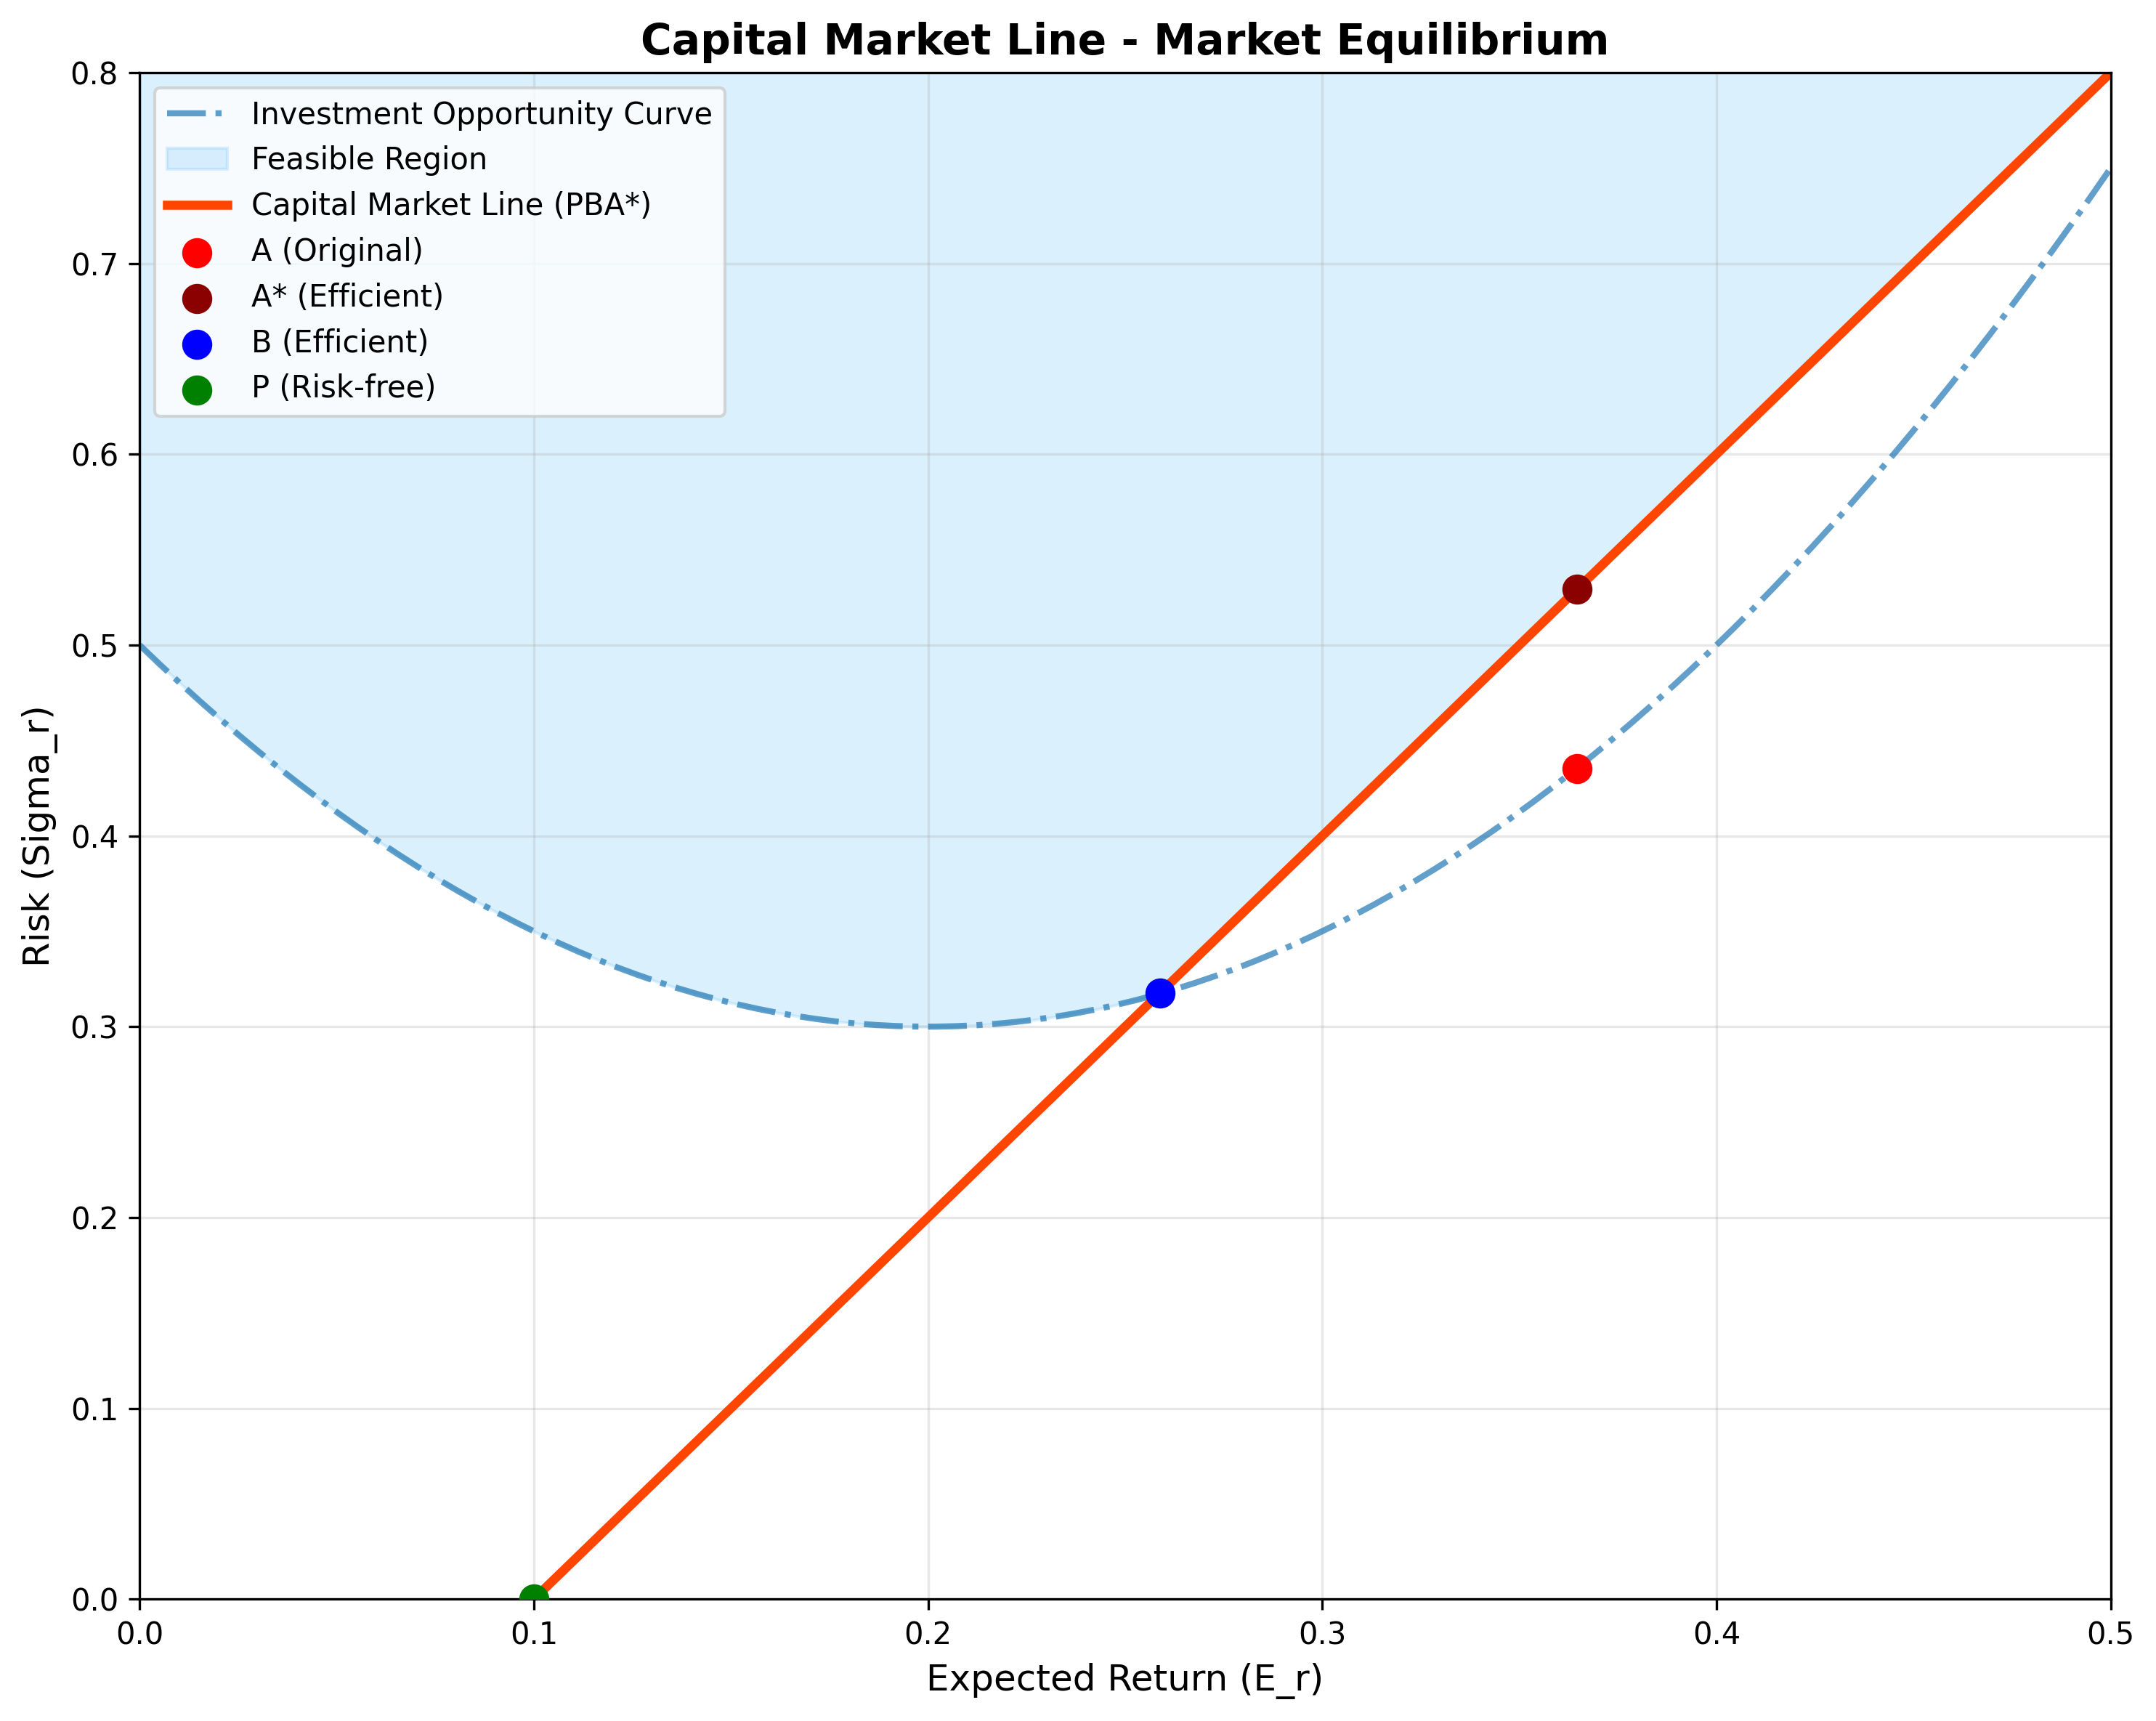 Capital Market Line - Market Equilibrium
Investment Opportunity Curve
Feasible Region
Capital Market Line (PBA*)
A (Original)
A* (Efficient)
B (Efficient)
P (Risk-free)
0.8
0.7
0.6
0.5
0.4
0.3
0.2
0.1
0.0
Risk (Sigma_r)
0.0 0.1 0.2 0.3 0.4 0.5
Expected Return (E_r)